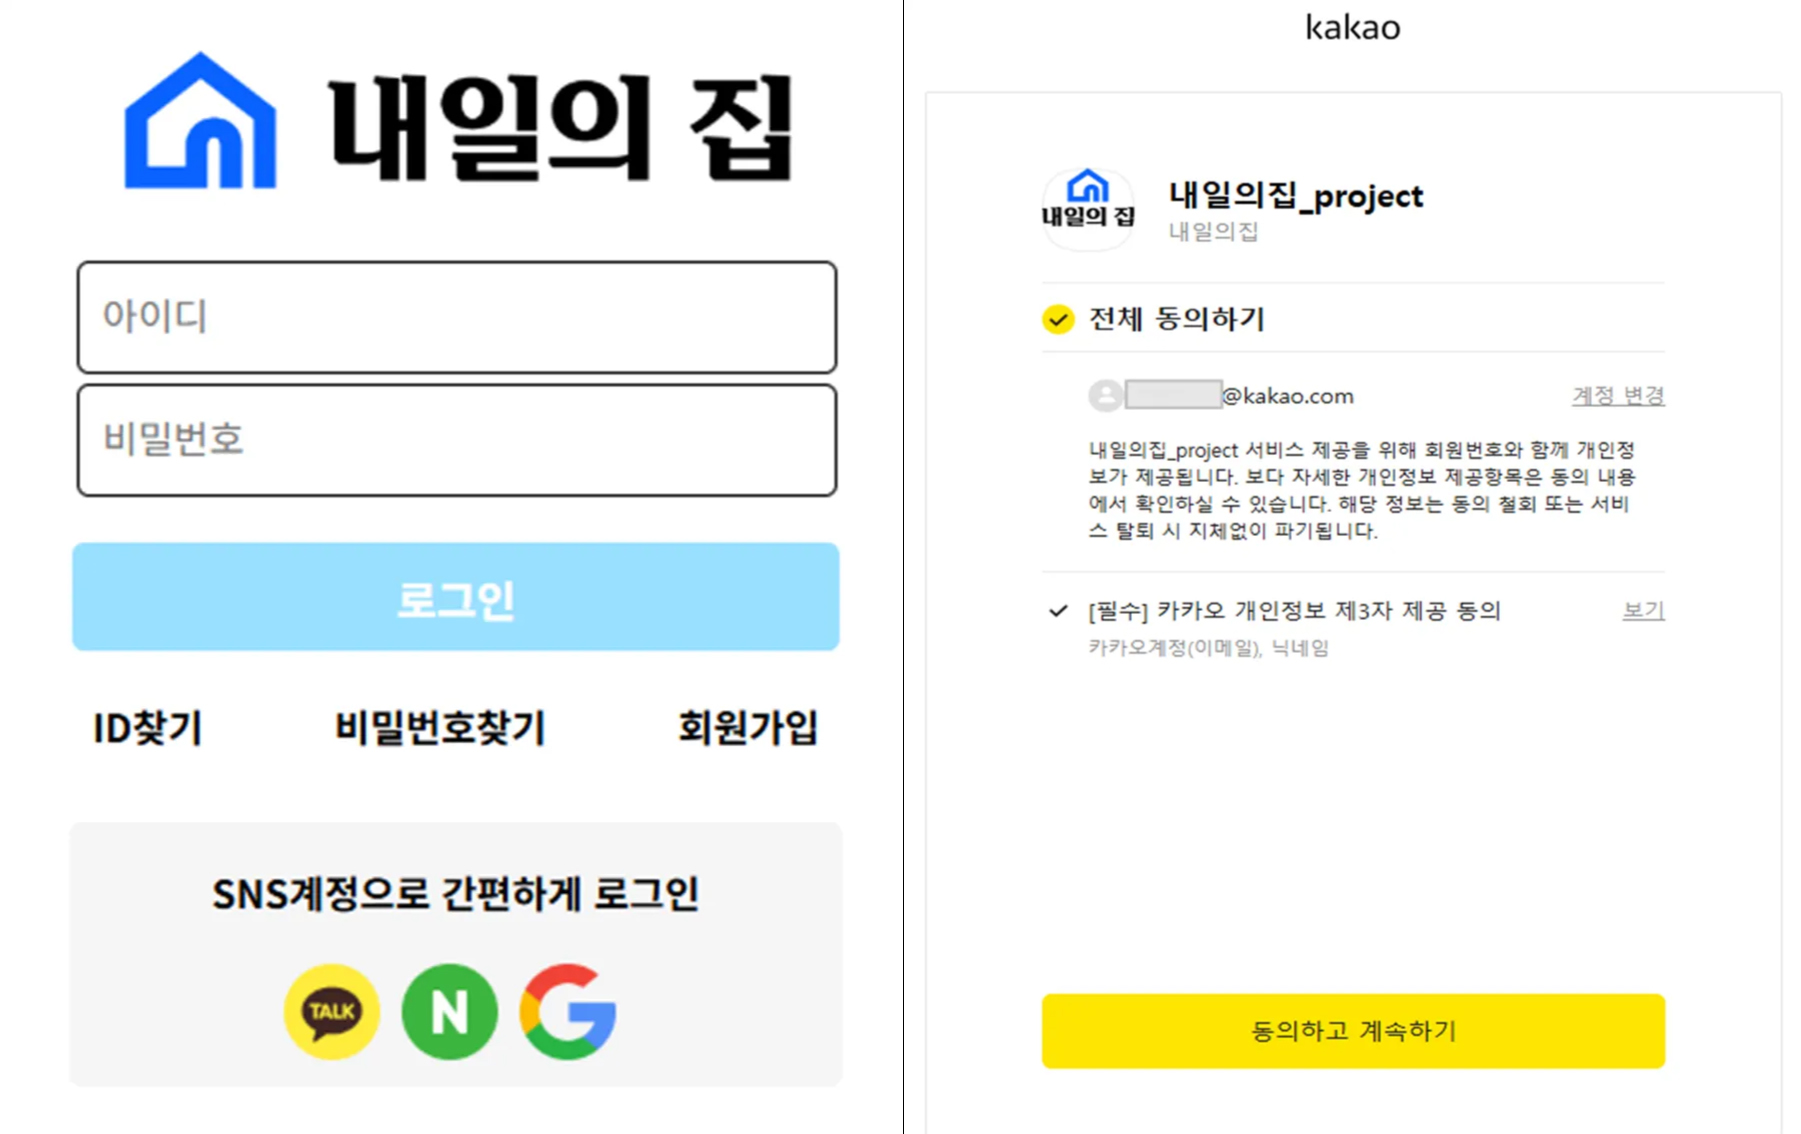 내일의 집
아이디
비밀번호
로그인
ID찾기 비밀번호찾기 회원가입
SNS계정으로 간편하게 로그인
TALK N G
kakao
내일의 집
내일의집_project
내일의집
전체 동의하기
@kakao.com 계정 변경
내일의집_project 서비스 제공을 위해 회원번호와 함께 개인정
보가 제공됩니다. 보다 자세한 개인정보 제공항목은 동의 내용
에서 확인하실 수 있습니다. 해당 정보는 동의 철회 또는 서비
스 탈퇴 시 지체없이 파기됩니다.
[필수] 카카오 개인정보 제3자 제공 동의 보기
카카오계정(이메일), 닉네임
동의하고 계속하기